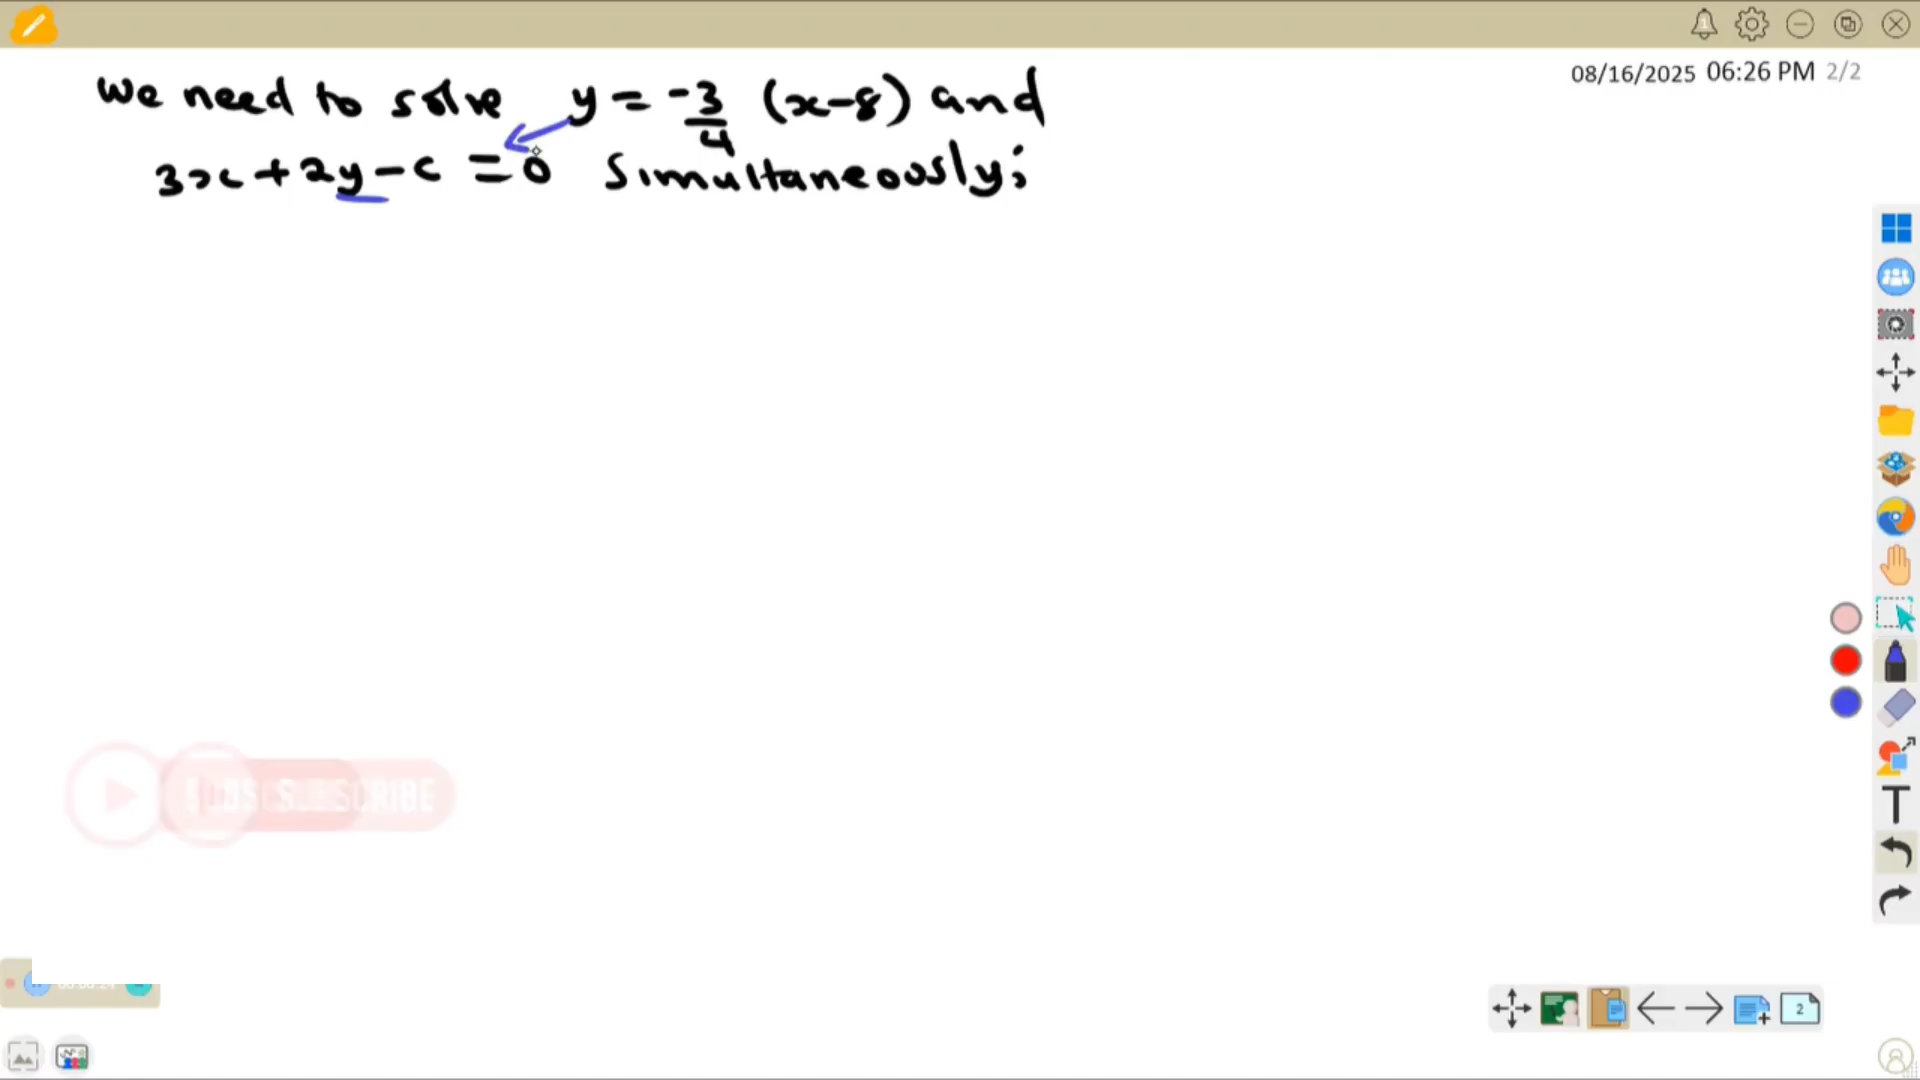 08/16/2025 06:26 PM 2/2
We need to solve y = -3/4 (x-8) and
3x + 2y - c = 0 simultaneously;
2